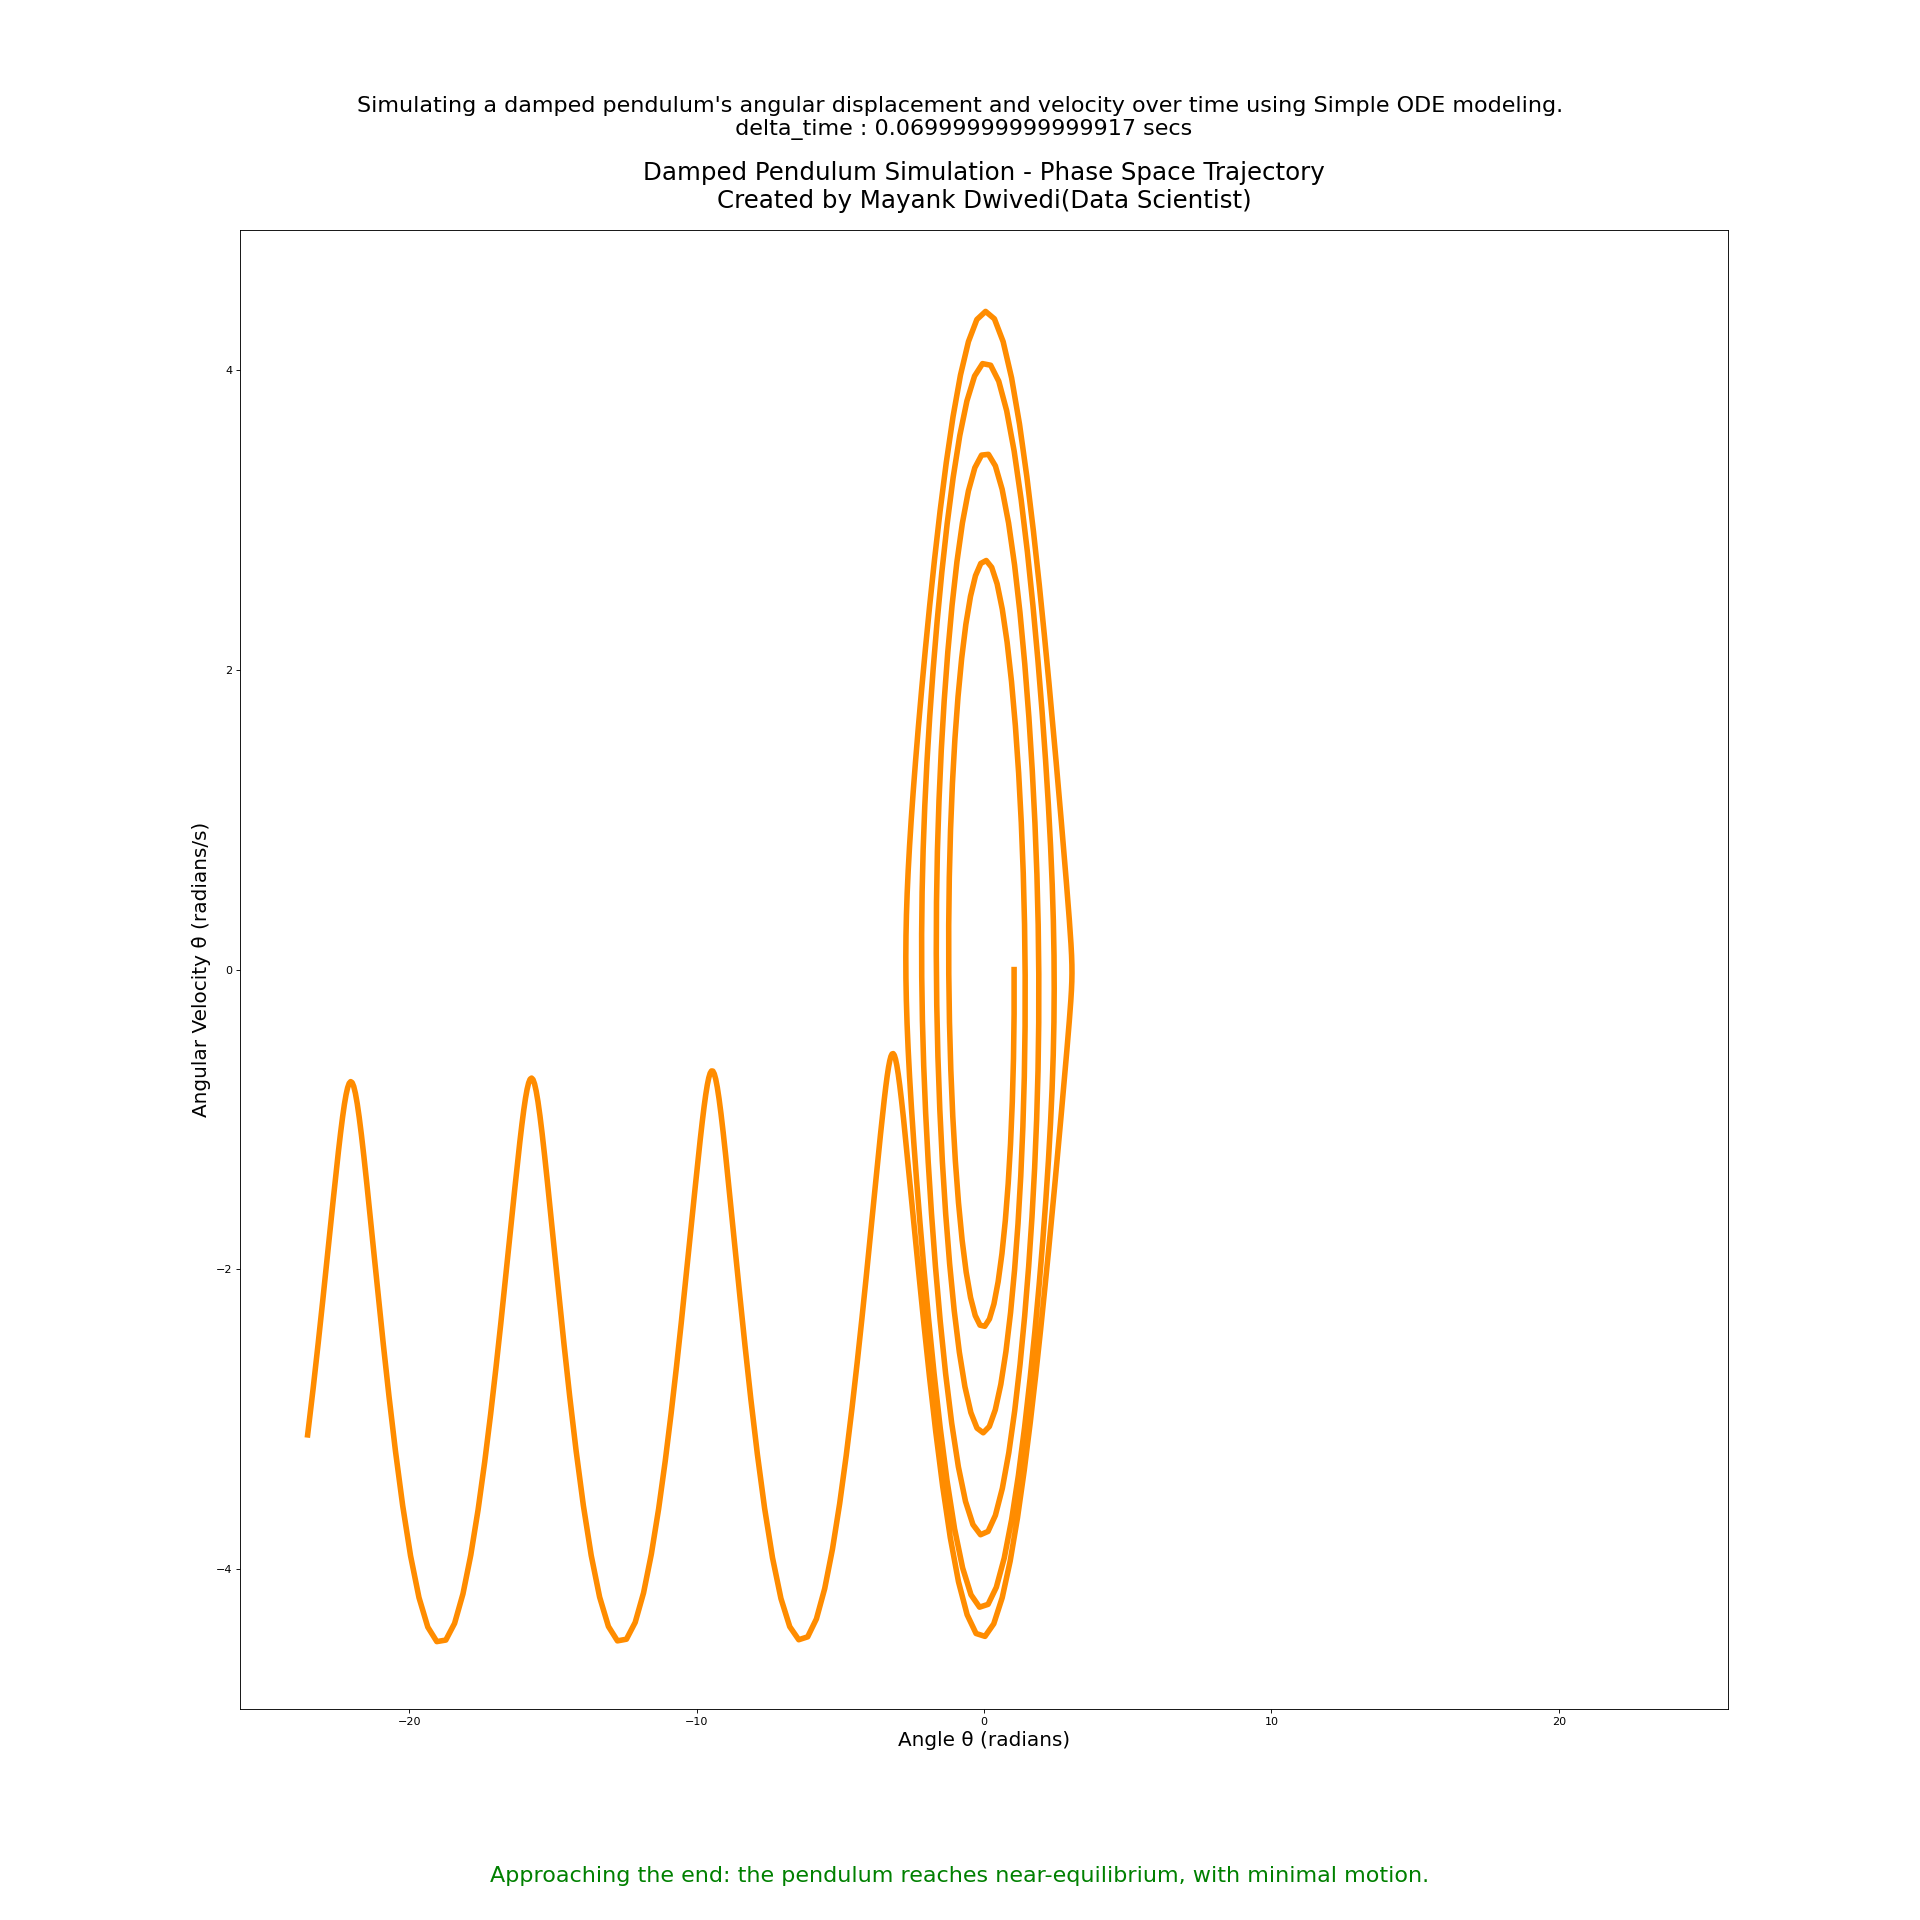 Simulating a damped pendulum's angular displacement and velocity over time using Simple ODE modeling.
delta_time : 0.06999999999999917 secs
Damped Pendulum Simulation - Phase Space Trajectory
Created by Mayank Dwivedi(Data Scientist)
Angular Velocity θ (radians/s)
4
2
0
−2
−4
−20
−10
0
10
20
Angle θ (radians)
Approaching the end: the pendulum reaches near-equilibrium, with minimal motion.